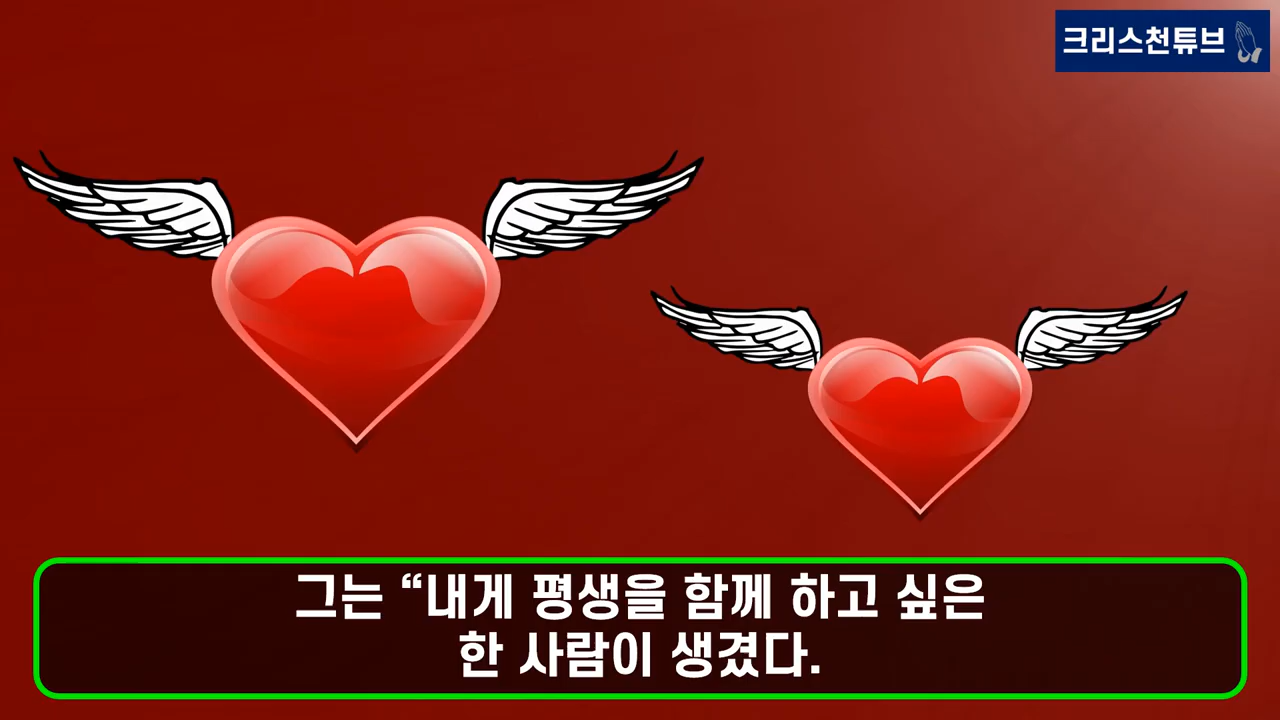 크리스천튜브
그는 “내게 평생을 함께 하고 싶은
한 사람이 생겼다.